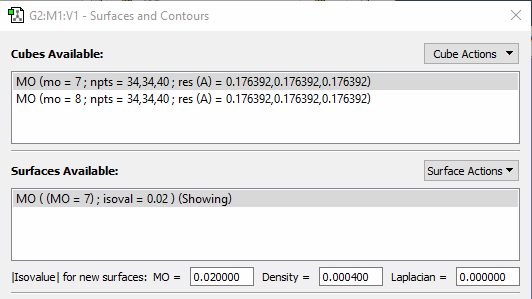 G2:M1:V1 - Surfaces and Contours
Cubes Available:
Cube Actions
MO (mo = 7 ; npts = 34,34,40 ; res (A) = 0.176392,0.176392,0.176392)
MO (mo = 8 ; npts = 34,34,40 ; res (A) = 0.176392,0.176392,0.176392)
Surfaces Available:
Surface Actions
MO ( (MO = 7) ; isoval = 0.02 ) (Showing)
|Isovalue| for new surfaces: MO = 0.020000 Density = 0.000400 Laplacian = 0.000000